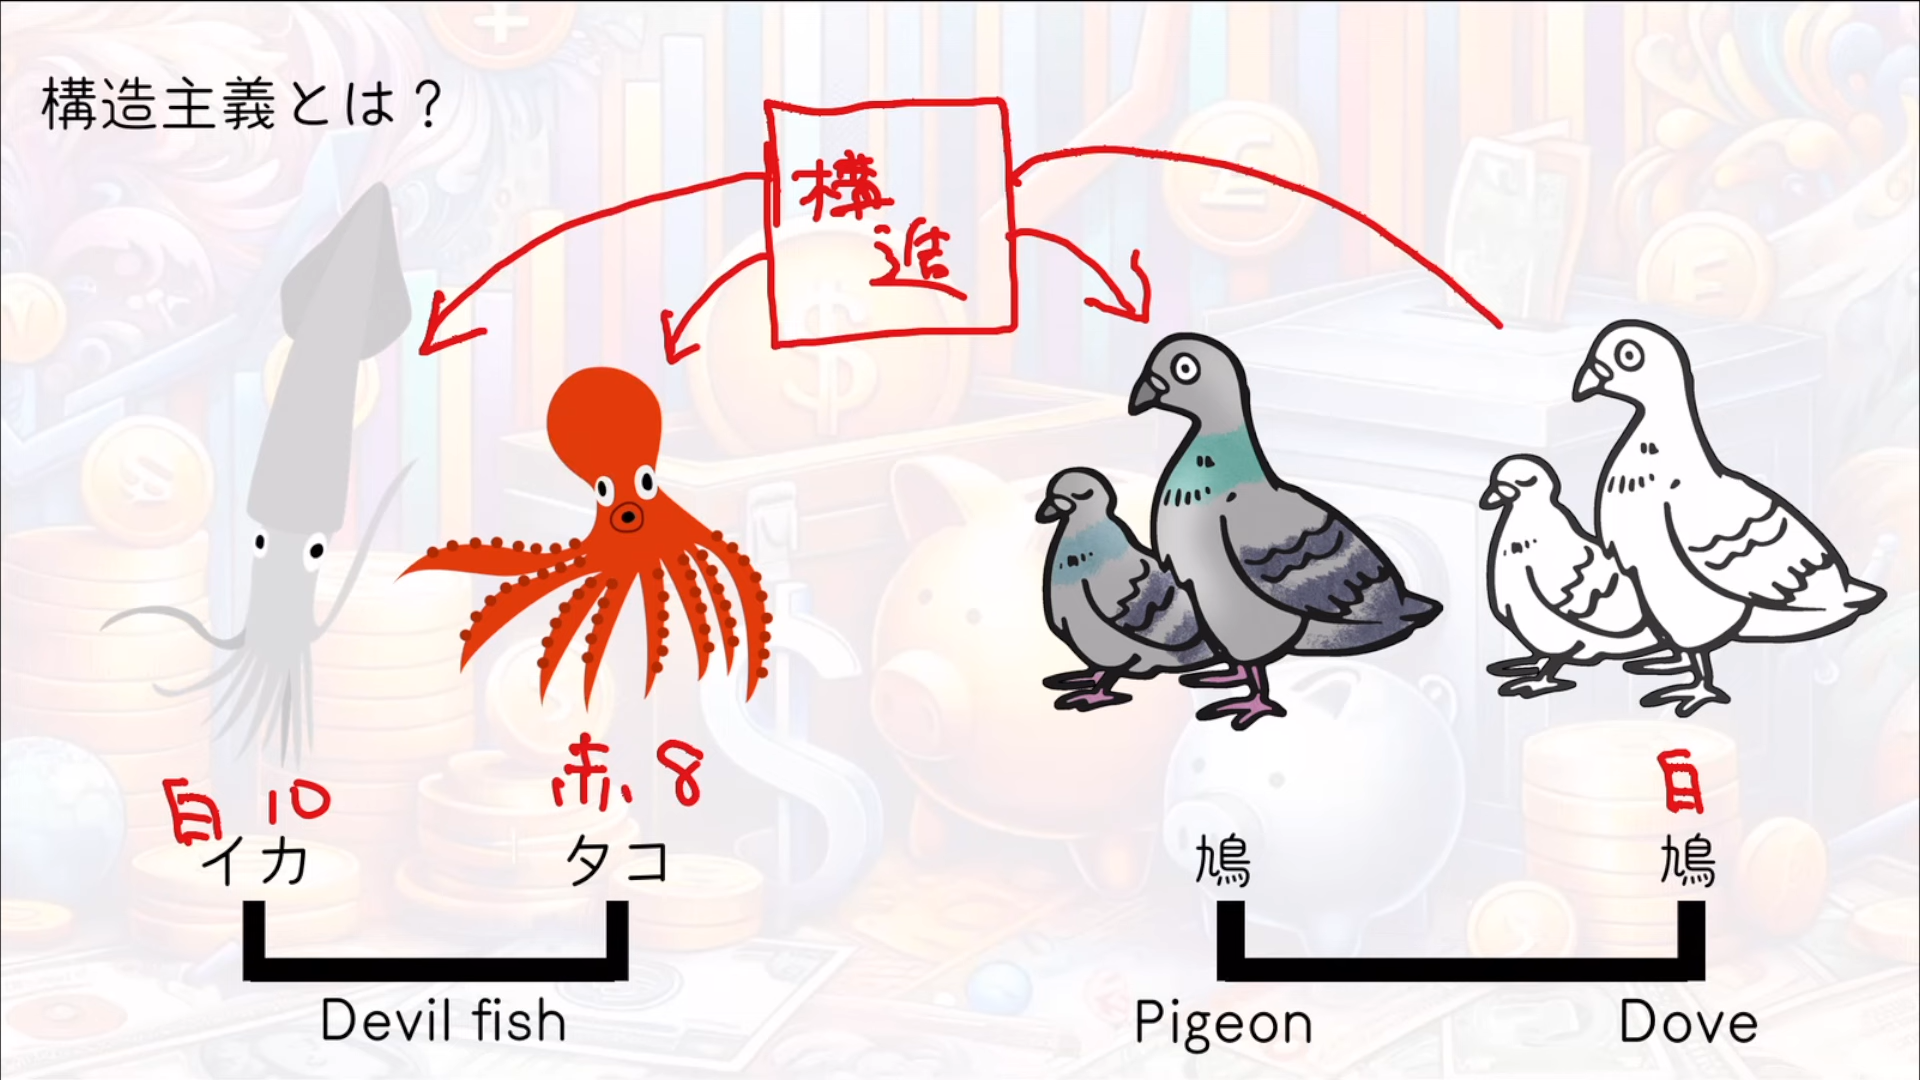 構造主義とは？
構
造
白 10
赤 8
白
イカ
タコ
鳩
鳩
Devil fish
Pigeon
Dove